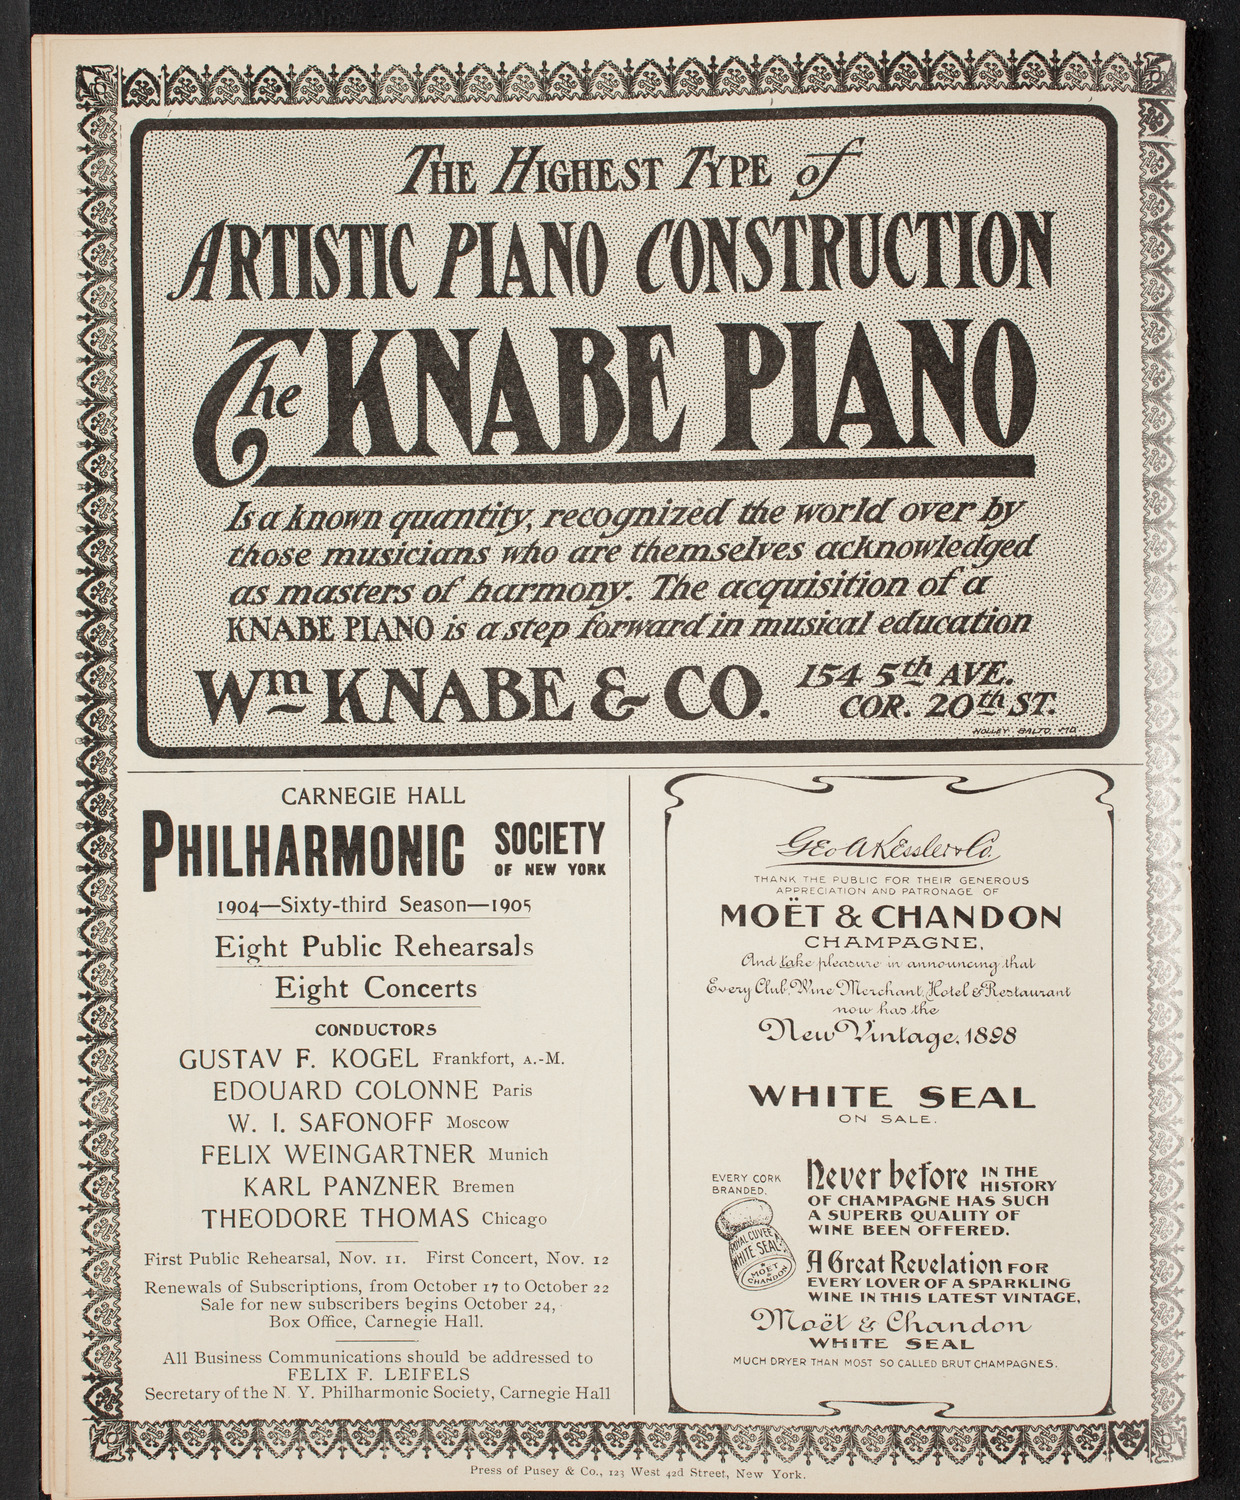 The Highest Type of
Artistic Piano Construction
The KNABE PIANO
Is a known quantity, recognized the world over by
those musicians who are themselves acknowledged
as masters of harmony. The acquisition of a
KNABE PIANO is a step forward in musical education
Wm KNABE & CO. 154 5th AVE.
COR. 20th ST.
HOLLEY BALTO. MD.
CARNEGIE HALL
PHILHARMONIC SOCIETY
OF NEW YORK
1904—Sixty-third Season—1905
Eight Public Rehearsals
Eight Concerts
CONDUCTORS
GUSTAV F. KOGEL Frankfort, A.-M.
EDOUARD COLONNE Paris
W. I. SAFONOFF Moscow
FELIX WEINGARTNER Munich
KARL PANZNER Bremen
THEODORE THOMAS Chicago
First Public Rehearsal, Nov. 11. First Concert, Nov. 12
Renewals of Subscriptions, from October 17 to October 22
Sale for new subscribers begins October 24,
Box Office, Carnegie Hall.
All Business Communications should be addressed to
FELIX F. LEIFELS
Secretary of the N. Y. Philharmonic Society, Carnegie Hall
Geo A Kessler & Co.
THANK THE PUBLIC FOR THEIR GENEROUS
APPRECIATION AND PATRONAGE OF
MOËT & CHANDON
CHAMPAGNE,
And take pleasure in announcing that
Every Club, Wine Merchant, Hotel & Restaurant
now has the
New Vintage, 1898
WHITE SEAL
ON SALE.
EVERY CORK
BRANDED.
ROYAL CUVEE
WHITE SEAL
MOET
CHANDON
Never before IN THE
HISTORY
OF CHAMPAGNE HAS SUCH
A SUPERB QUALITY OF
WINE BEEN OFFERED.
A Great Revelation FOR
EVERY LOVER OF A SPARKLING
WINE IN THIS LATEST VINTAGE,
Moët & Chandon
WHITE SEAL
MUCH DRYER THAN MOST SO CALLED BRUT CHAMPAGNES.
Press of Pusey & Co., 123 West 42d Street, New York.